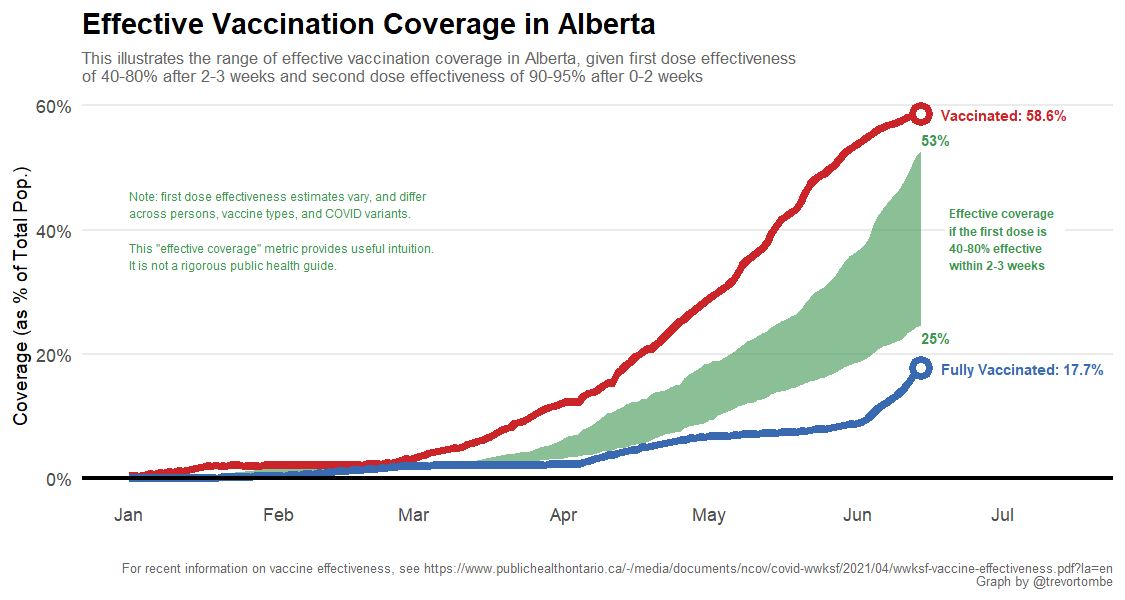 Effective Vaccination Coverage in Alberta
This illustrates the range of effective vaccination coverage in Alberta, given first dose effectiveness
of 40-80% after 2-3 weeks and second dose effectiveness of 90-95% after 0-2 weeks
Coverage (as % of Total Pop.)
60%
40%
20%
0%
Note: first dose effectiveness estimates vary, and differ
across persons, vaccine types, and COVID variants.
This "effective coverage" metric provides useful intuition.
It is not a rigorous public health guide.
Vaccinated: 58.6%
53%
Effective coverage
if the first dose is
40-80% effective
within 2-3 weeks
25%
Fully Vaccinated: 17.7%
Jan Feb Mar Apr May Jun Jul
For recent information on vaccine effectiveness, see https://www.publichealthontario.ca/-/media/documents/ncov/covid-wwksf/2021/04/wwksf-vaccine-effectiveness.pdf?la=en
Graph by @trevortombe